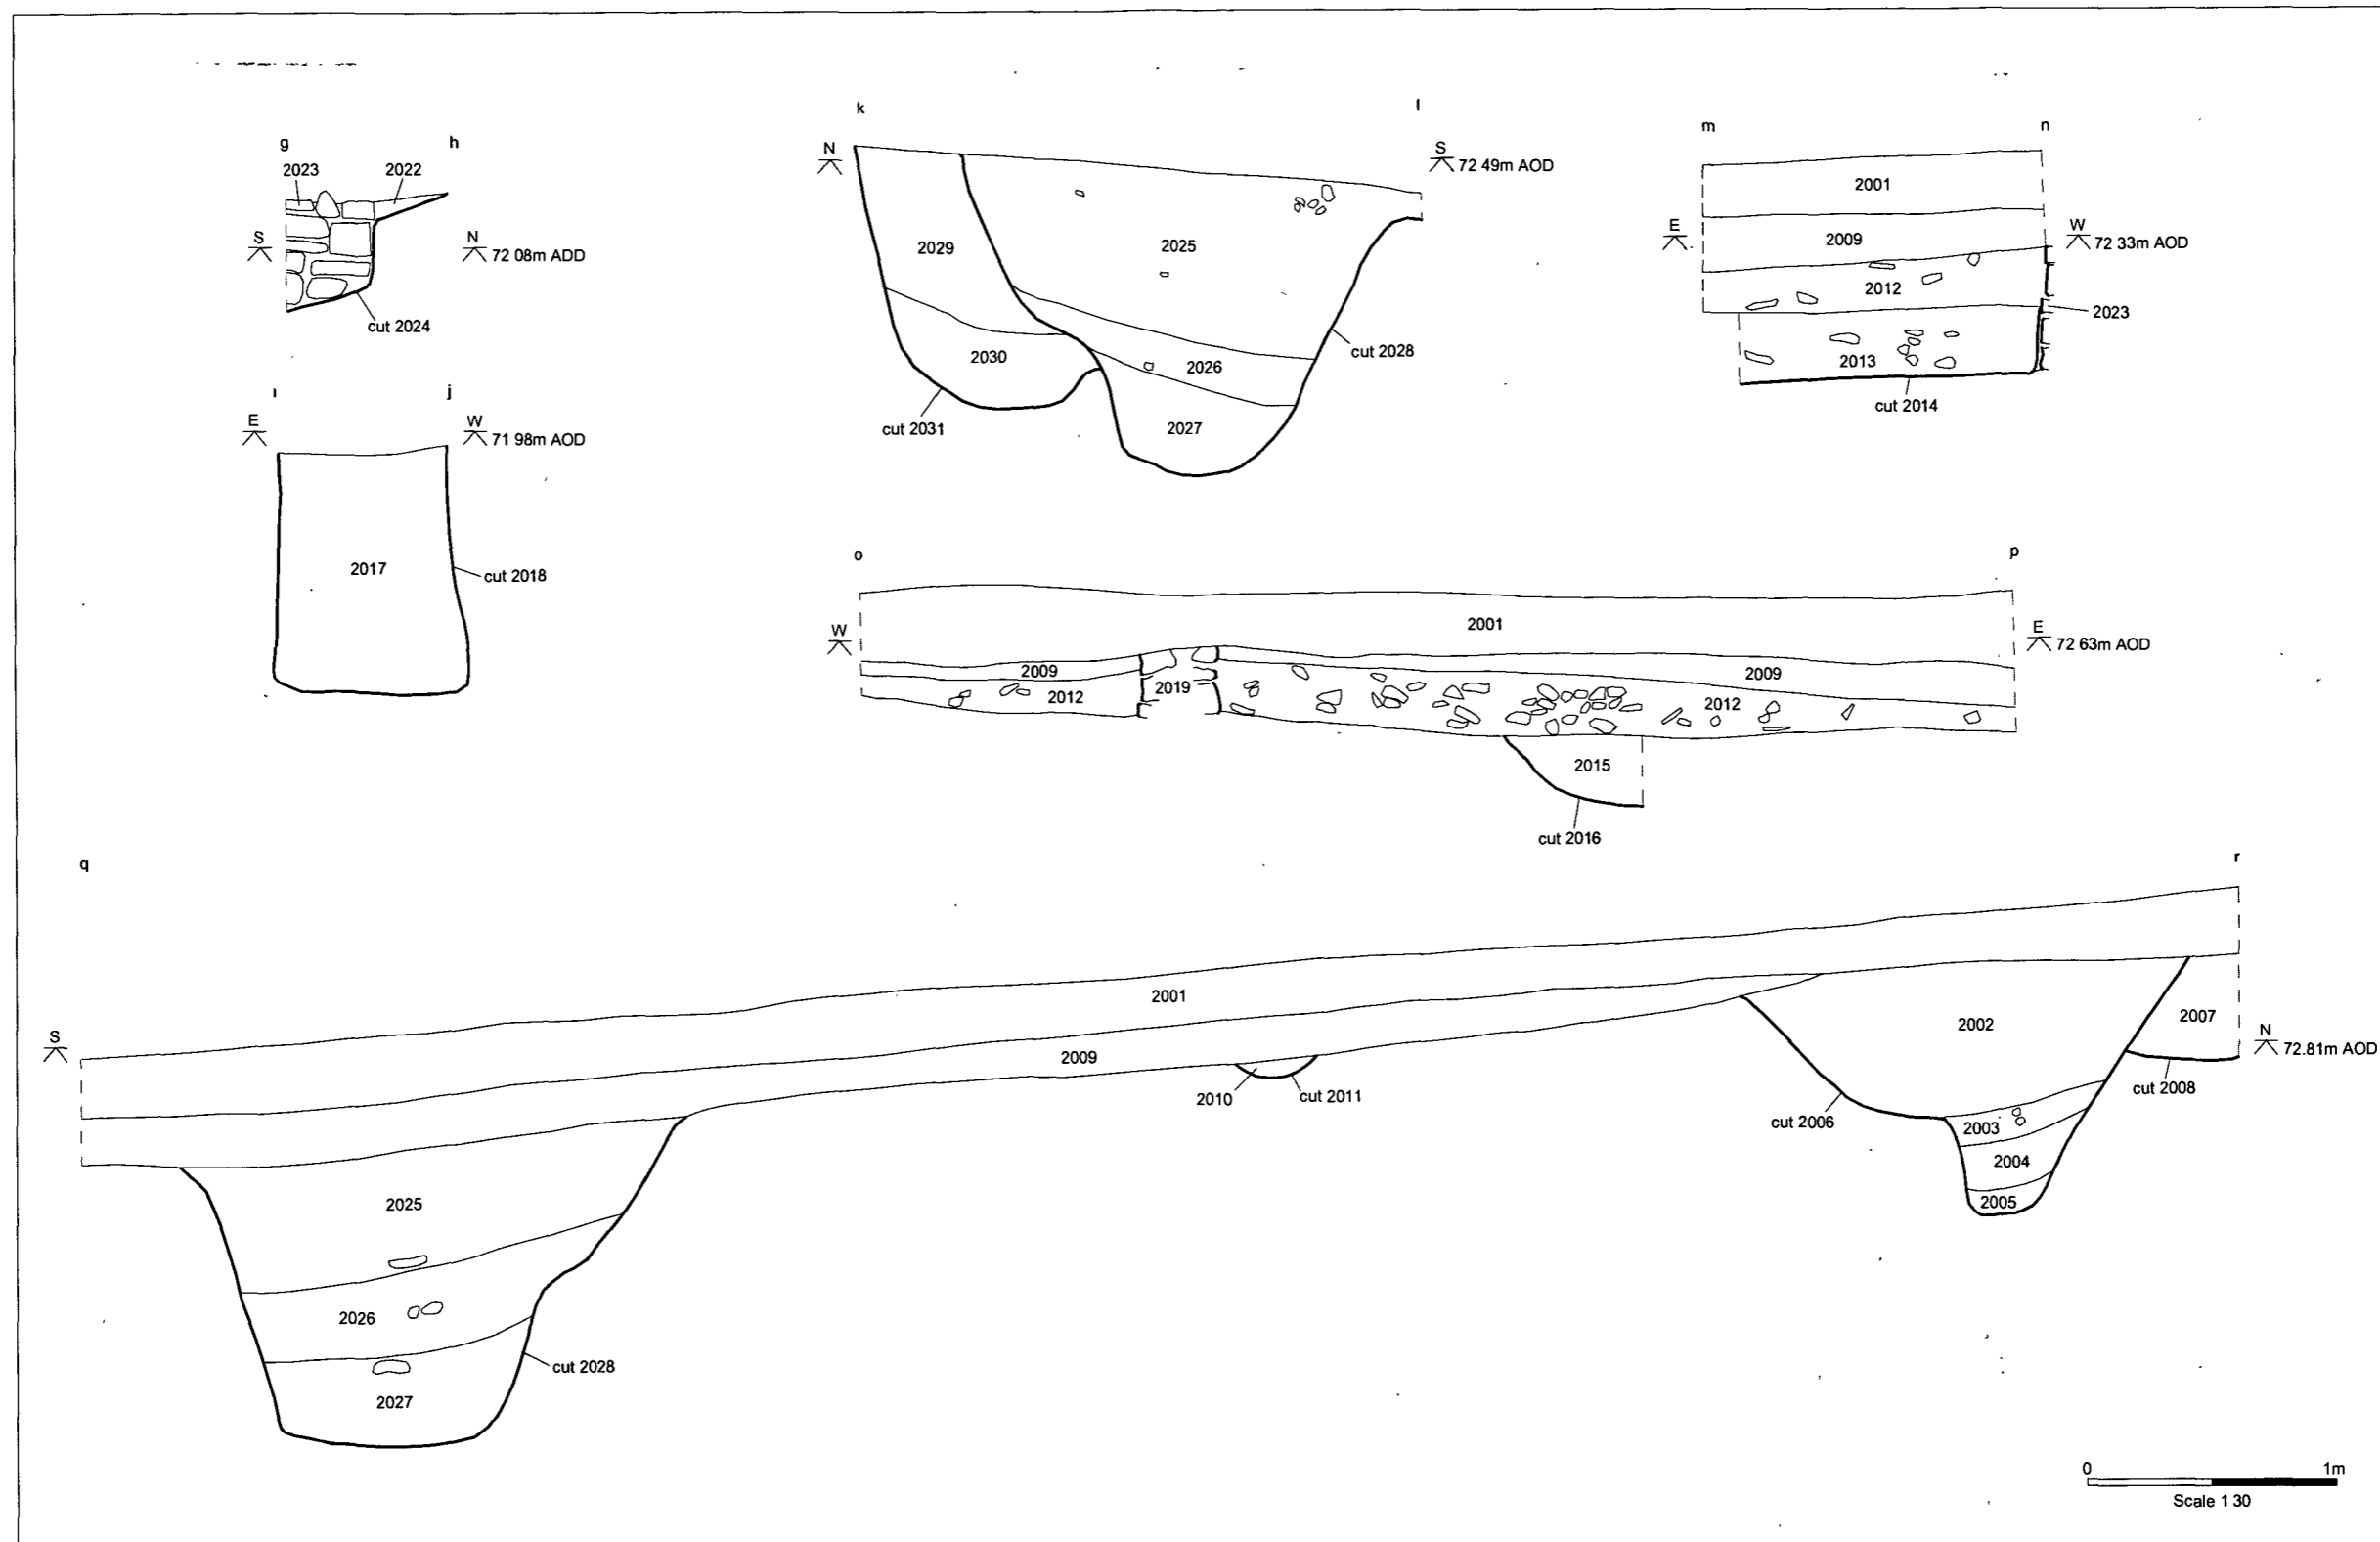 g h
2023 2022
S N 72 08m ADD
cut 2024
k l
N S 72 49m AOD
2029 2025
2030 2026
cut 2028
cut 2031 2027
m n
2001
E 2009 W 72 33m AOD
2012
2023
2013
cut 2014
i j
E W 71 98m AOD
2017 cut 2018
o p
2001
W E 72 63m AOD
2009 2009
2012 2019 2012
2015
cut 2016
q r
2001
S 2002 2007 N 72.81m AOD
2009
2010 cut 2011 cut 2006 cut 2008
2003
2004
2005
2025
2026
cut 2028
2027
0 1m
Scale 1 30